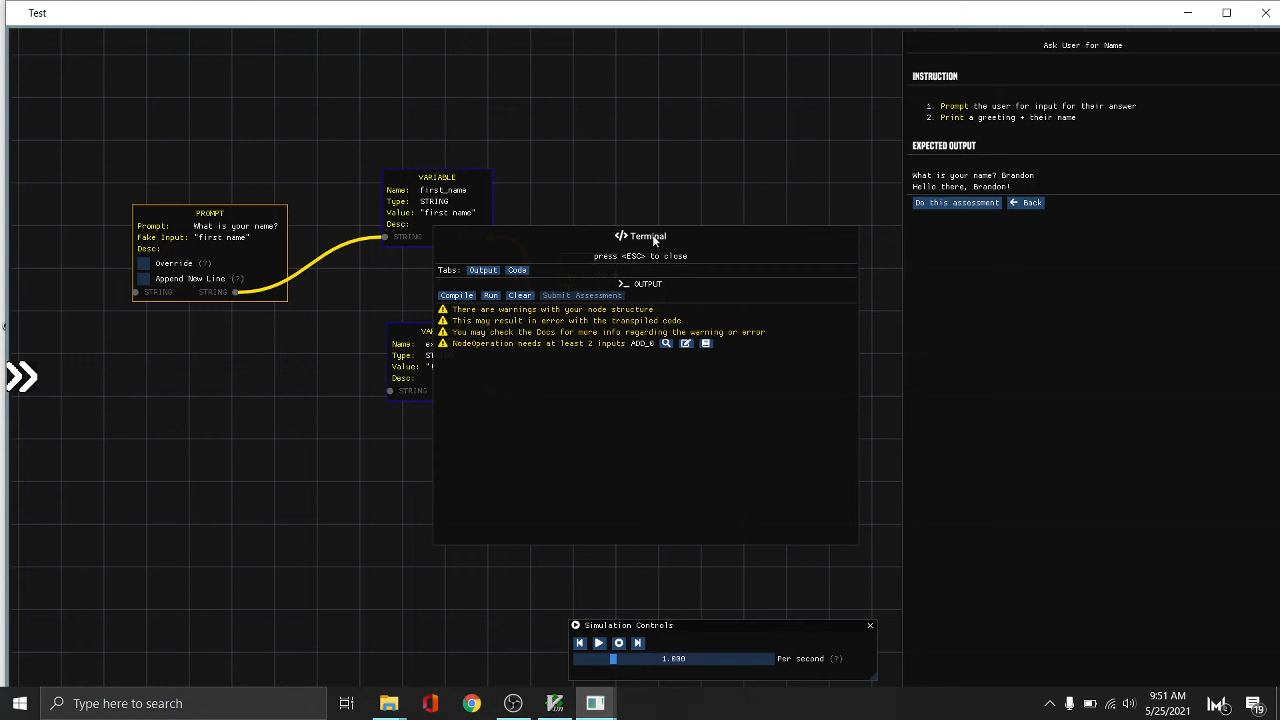 Test
Ask User for Name
INSTRUCTION
1. Prompt the user for input for their answer
2. Print a greeting + their name
EXPECTED OUTPUT
What is your name? Brandon
Hello there, Brandon!
Do this assessment
Back
VARIABLE
Name: first_name
Type: STRING
Value: "first name"
Desc:
STRING
PROMPT
Prompt: What is your name?
Fake Input: "first name"
Desc:
Override (?)
Append New Line (?)
STRING STRING
Name:
Type:
Value:
Desc:
STRING
</> Terminal
press <ESC> to close
Tabs: Output Code
>_ OUTPUT
Compile Run Clear Submit Assessment
There are warnings with your node structure
This may result in error with the transpiled code
You may check the Docs for more info regarding the warning or error
NodeOperation needs at least 2 inputs ADD_0
Simulation Controls
1.000 Per second (?)
Type here to search
9:51 AM
5/25/2021
19